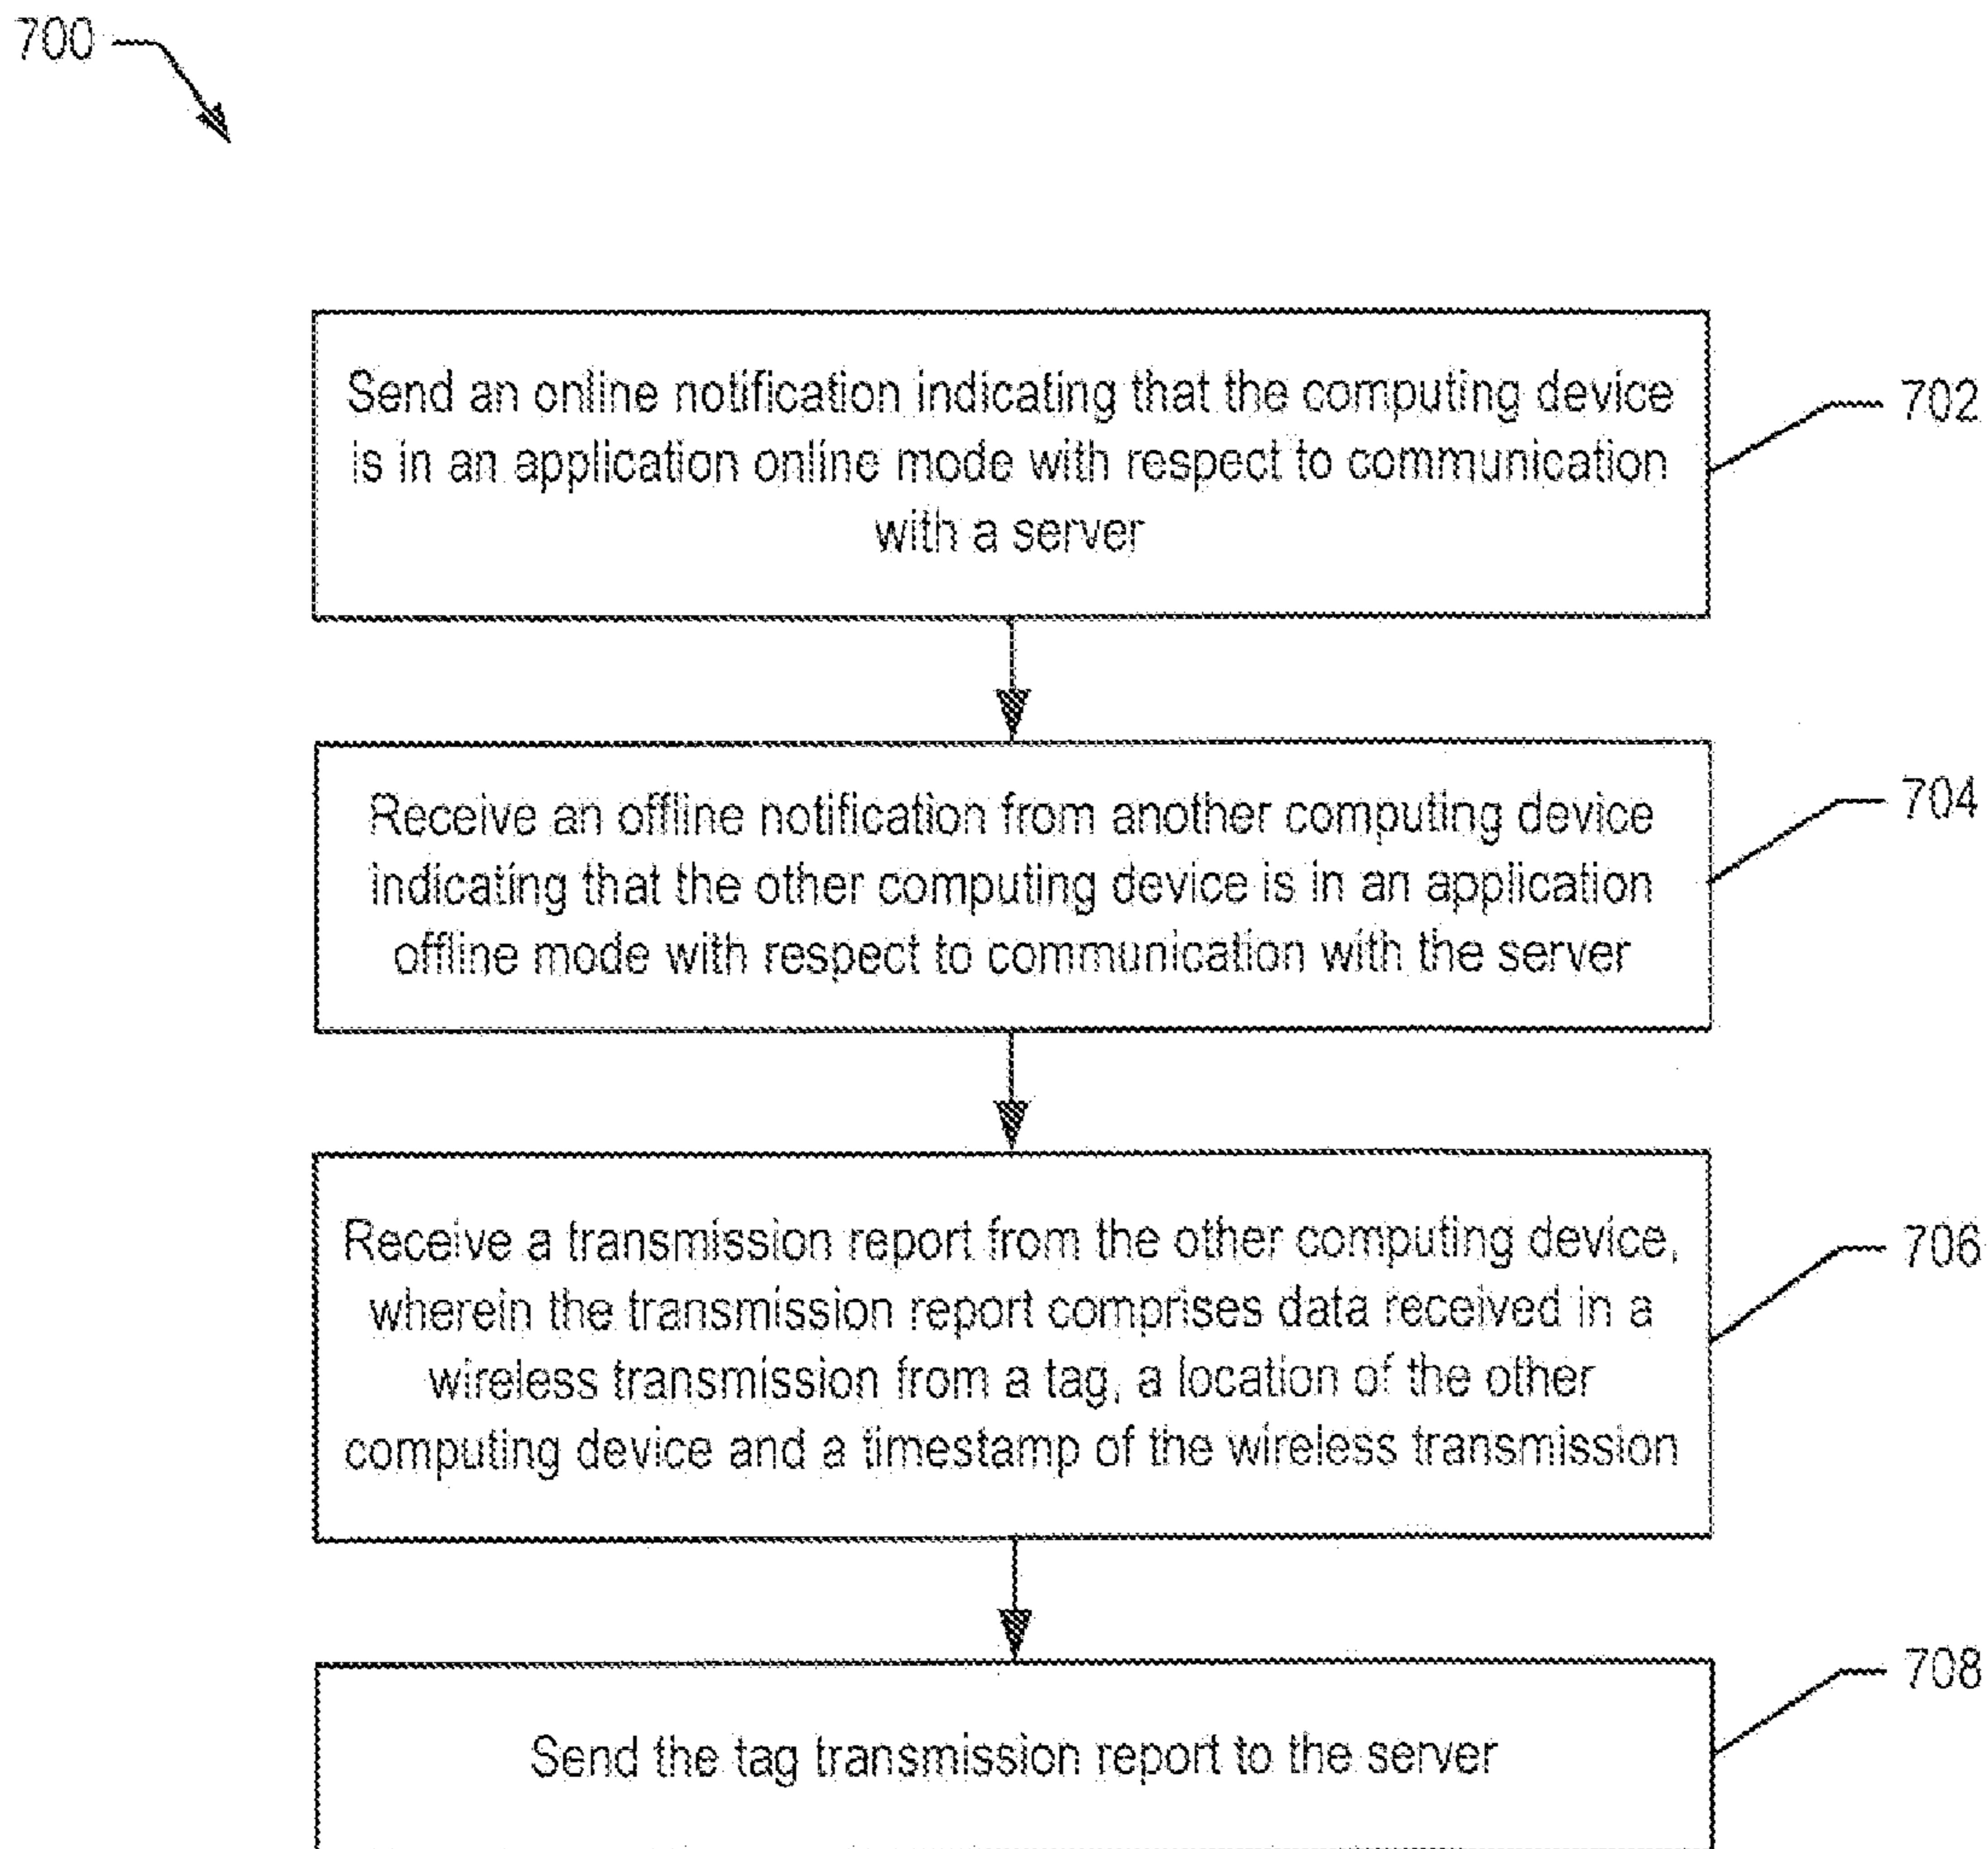 700
Send an online notification indicating that the computing device
is in an application online mode with respect to communication
with a server
702
Receive an offline notification from another computing device
indicating that the other computing device is in an application
offline mode with respect to communication with the server
704
Receive a transmission report from the other computing device,
wherein the transmission report comprises data received in a
wireless transmission from a tag, a location of the other
computing device and a timestamp of the wireless transmission
706
Send the tag transmission report to the server
708